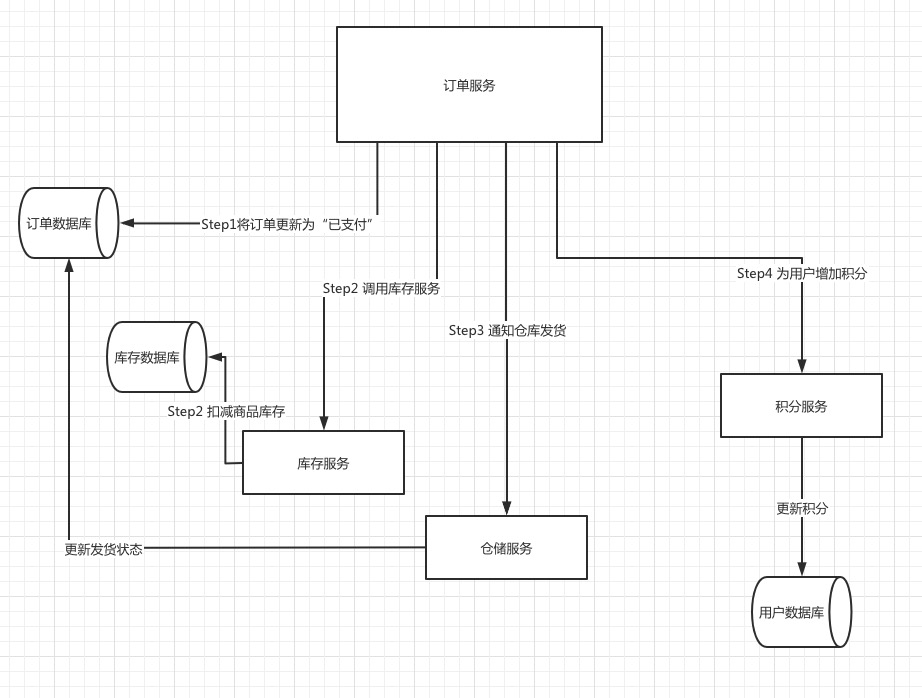 订单服务
订单数据库
Step1将订单更新为“已支付”
Step4 为用户增加积分
Step2 调用库存服务
Step3 通知仓库发货
库存数据库
Step2 扣减商品库存
积分服务
库存服务
更新积分
更新发货状态
仓储服务
用户数据库